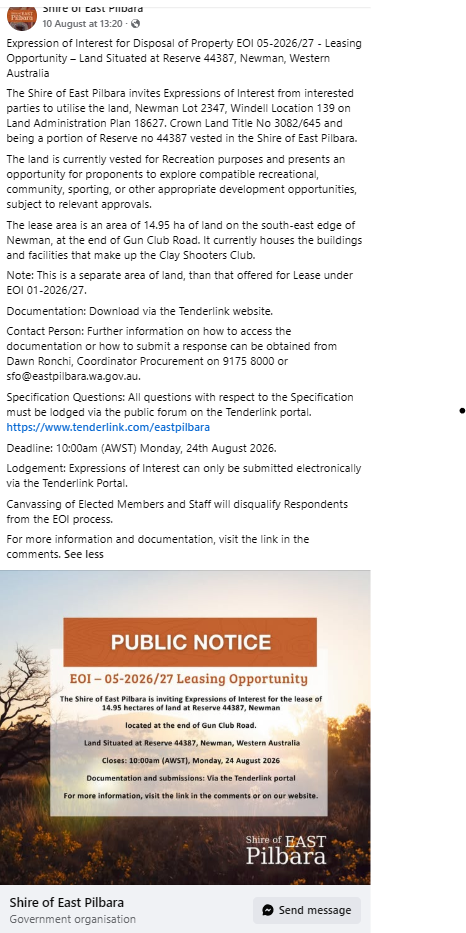 Shire of East Pilbara
10 August at 13:20 ·
Expression of Interest for Disposal of Property EOI 05-2026/27 - Leasing
Opportunity – Land Situated at Reserve 44387, Newman, Western
Australia
The Shire of East Pilbara invites Expressions of Interest from interested
parties to utilise the land, Newman Lot 2347, Windell Location 139 on
Land Administration Plan 18627. Crown Land Title No 3082/645 and
being a portion of Reserve no 44387 vested in the Shire of East Pilbara.
The land is currently vested for Recreation purposes and presents an
opportunity for proponents to explore compatible recreational,
community, sporting, or other appropriate development opportunities,
subject to relevant approvals.
The lease area is an area of 14.95 ha of land on the south-east edge of
Newman, at the end of Gun Club Road. It currently houses the buildings
and facilities that make up the Clay Shooters Club.
Note: This is a separate area of land, than that offered for Lease under
EOI 01-2026/27.
Documentation: Download via the Tenderlink website.
Contact Person: Further information on how to access the
documentation or how to submit a response can be obtained from
Dawn Ronchi, Coordinator Procurement on 9175 8000 or
sfo@eastpilbara.wa.gov.au.
Specification Questions: All questions with respect to the Specification
must be lodged via the public forum on the Tenderlink portal.
https://www.tenderlink.com/eastpilbara
Deadline: 10:00am (AWST) Monday, 24th August 2026.
Lodgement: Expressions of Interest can only be submitted electronically
via the Tenderlink Portal.
Canvassing of Elected Members and Staff will disqualify Respondents
from the EOI process.
For more information and documentation, visit the link in the
comments. See less
PUBLIC NOTICE
EOI – 05-2026/27 Leasing Opportunity
The Shire of East Pilbara is inviting Expressions of Interest for the lease of
14.95 hectares of land at Reserve 44387, Newman
located at the end of Gun Club Road.
Land Situated at Reserve 44387, Newman, Western Australia
Closes: 10:00am (AWST), Monday, 24 August 2026
Documentation and submissions: Via the Tenderlink portal
For more information, visit the link in the comments or on our website.
Shire of EAST
Pilbara
Shire of East Pilbara
Government organisation
Send message